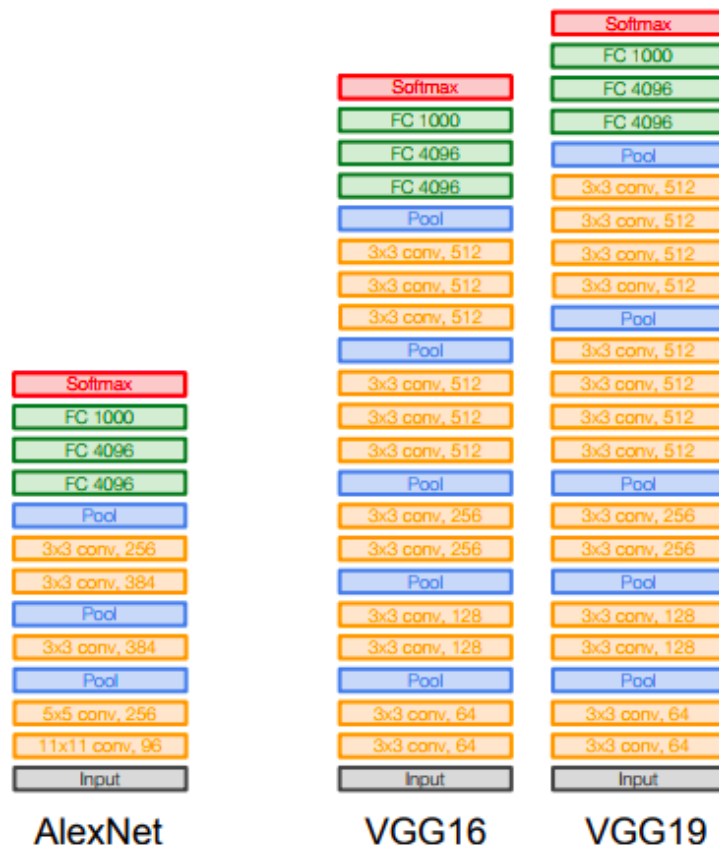 Softmax
FC 1000
FC 4096
FC 4096
Pool
3x3 conv, 256
3x3 conv, 384
Pool
3x3 conv, 384
Pool
5x5 conv, 256
11x11 conv, 96
Input
AlexNet
Softmax
FC 1000
FC 4096
FC 4096
Pool
3x3 conv, 512
3x3 conv, 512
3x3 conv, 512
Pool
3x3 conv, 512
3x3 conv, 512
3x3 conv, 512
Pool
3x3 conv, 256
3x3 conv, 256
Pool
3x3 conv, 128
3x3 conv, 128
Pool
3x3 conv, 64
3x3 conv, 64
Input
VGG16
Softmax
FC 1000
FC 4096
FC 4096
Pool
3x3 conv, 512
3x3 conv, 512
3x3 conv, 512
3x3 conv, 512
Pool
3x3 conv, 512
3x3 conv, 512
3x3 conv, 512
3x3 conv, 512
Pool
3x3 conv, 256
3x3 conv, 256
Pool
3x3 conv, 128
3x3 conv, 128
Pool
3x3 conv, 64
3x3 conv, 64
Input
VGG19